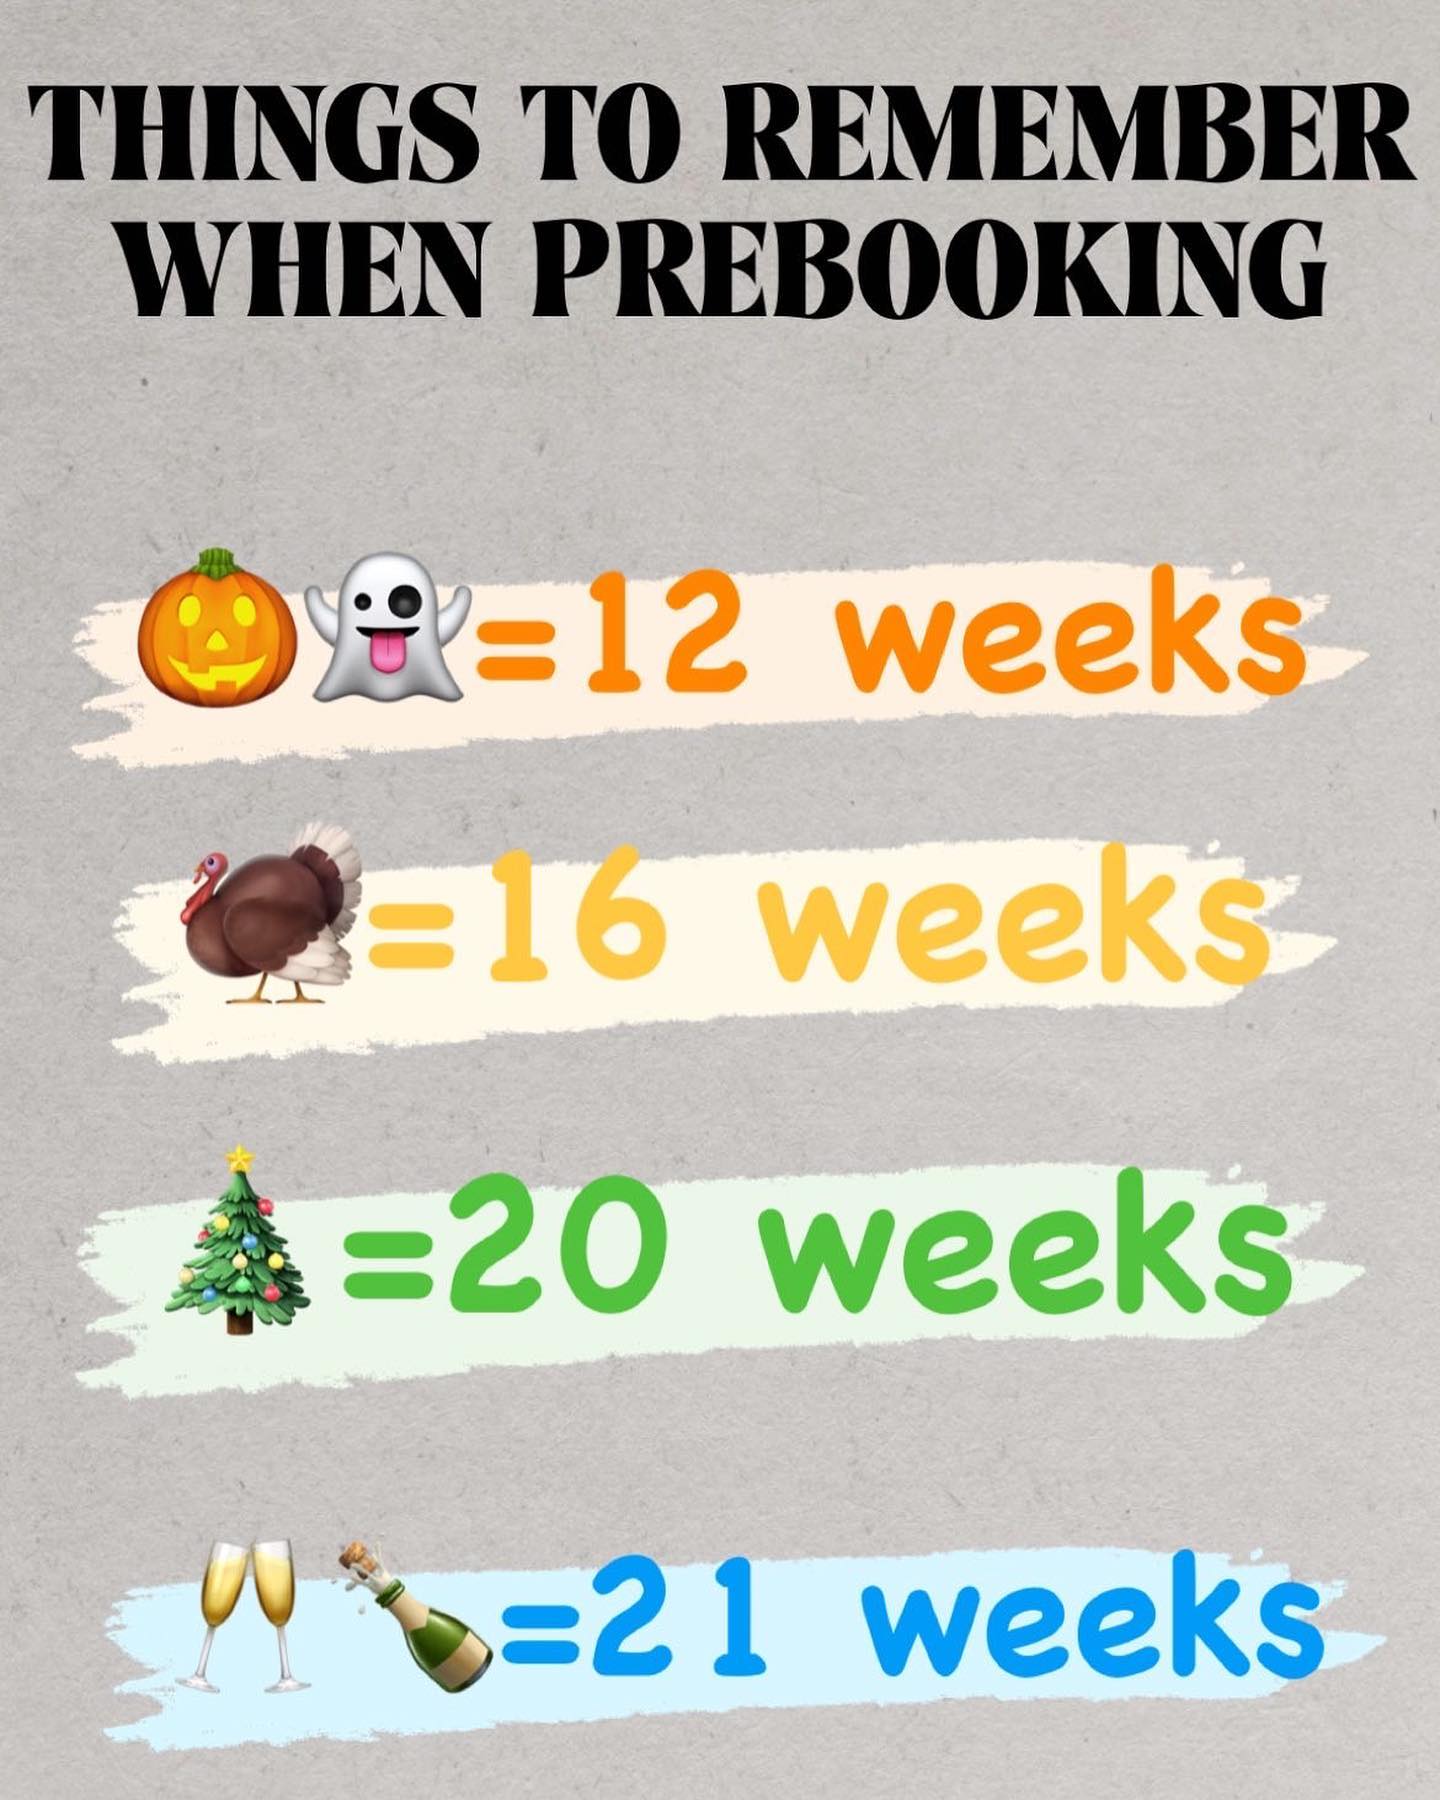 THINGS TO REMEMBER
WHEN PREBOOKING
🎃👻=12 weeks
🦃=16 weeks
🎄=20 weeks
🥂🍾=21 weeks